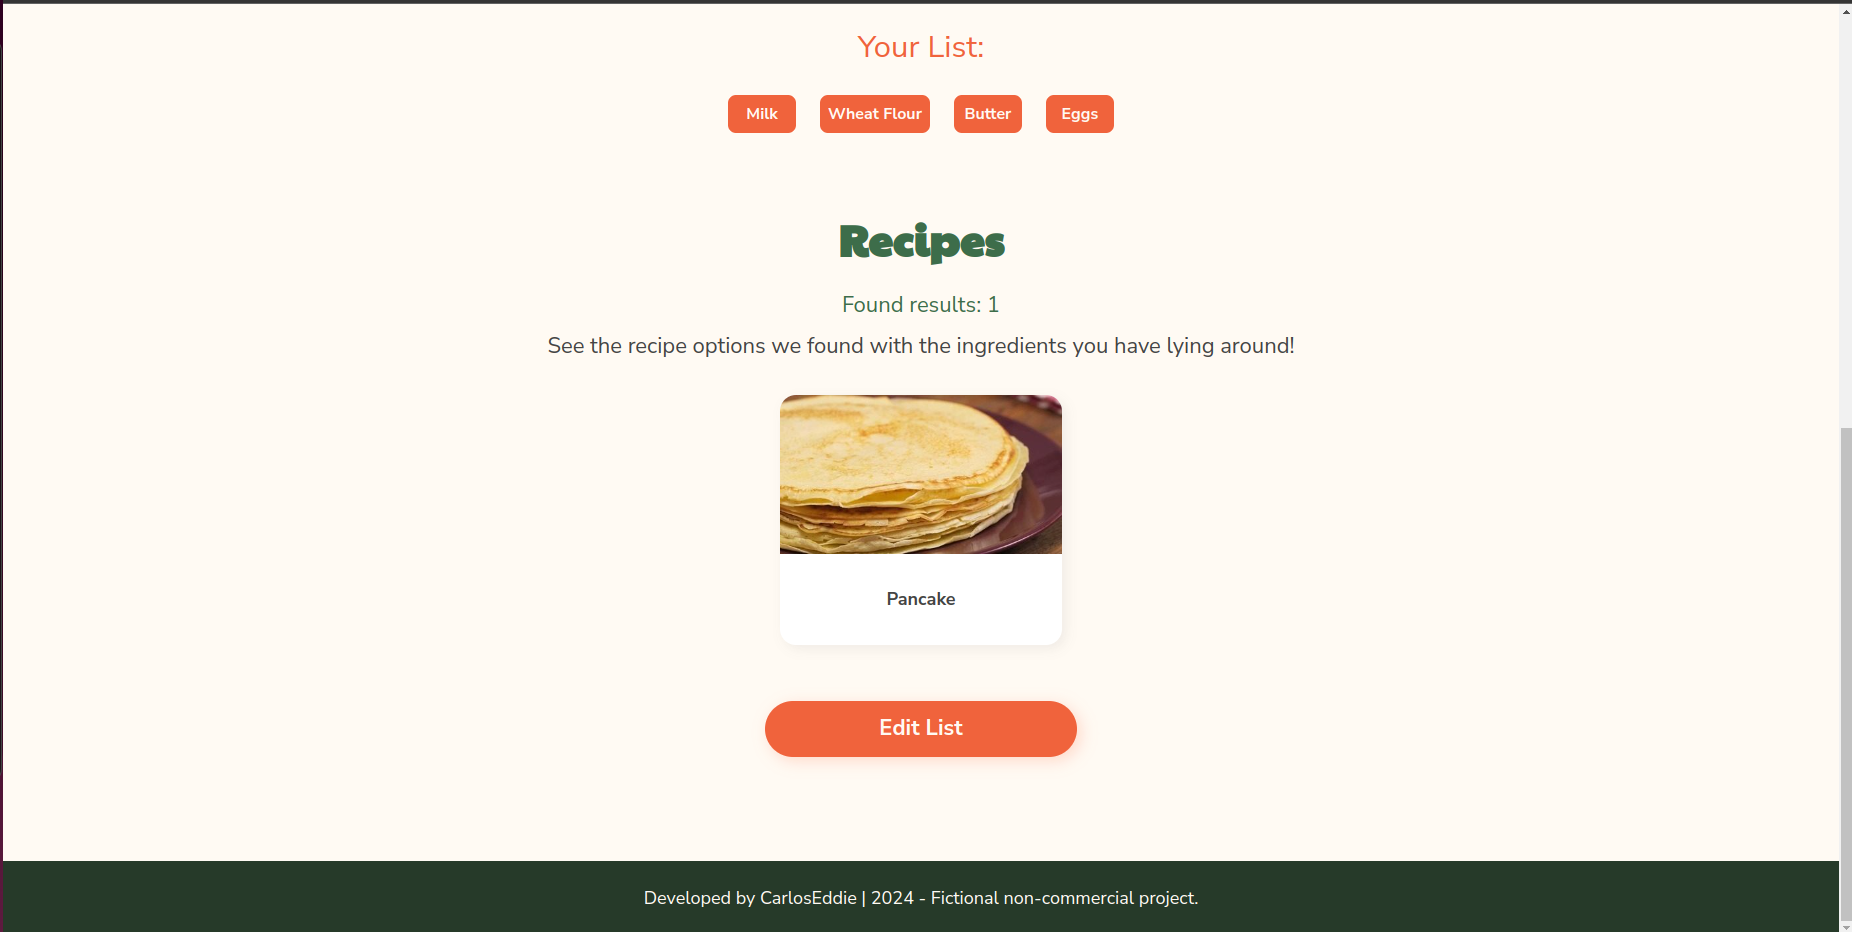 Your List:
Milk
Wheat Flour
Butter
Eggs
Recipes
Found results: 1
See the recipe options we found with the ingredients you have lying around!
Pancake
Edit List
Developed by CarlosEddie | 2024 - Fictional non-commercial project.